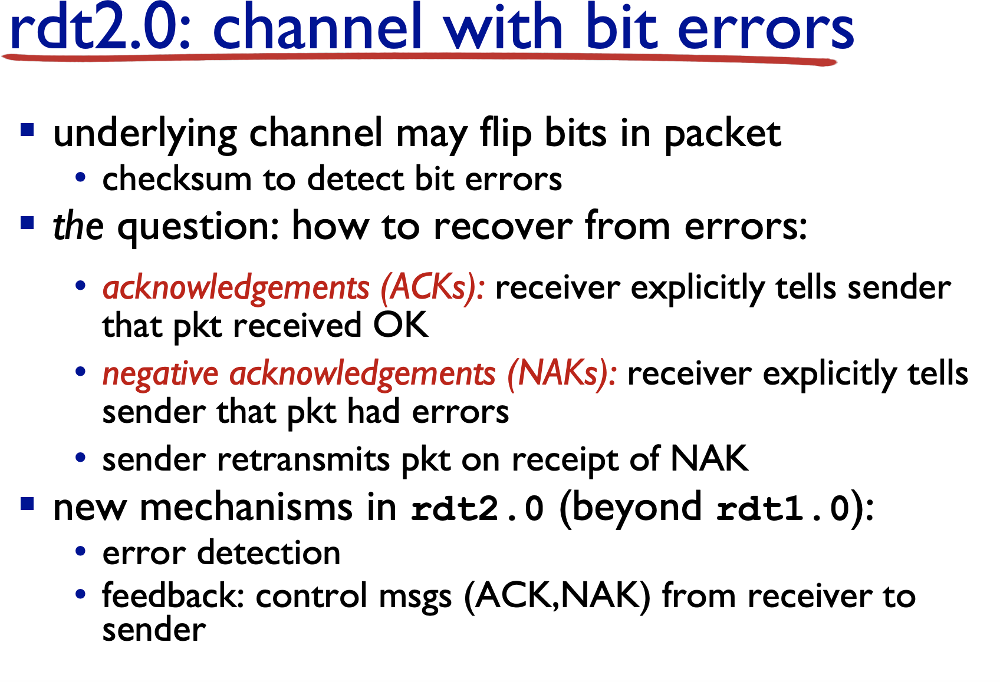 rdt2.0: channel with bit errors
underlying channel may flip bits in packet
checksum to detect bit errors
the question: how to recover from errors:
acknowledgements (ACKs): receiver explicitly tells sender
that pkt received OK
negative acknowledgements (NAKs): receiver explicitly tells
sender that pkt had errors
sender retransmits pkt on receipt of NAK
new mechanisms in rdt2.0 (beyond rdt1.0):
error detection
feedback: control msgs (ACK,NAK) from receiver to
sender